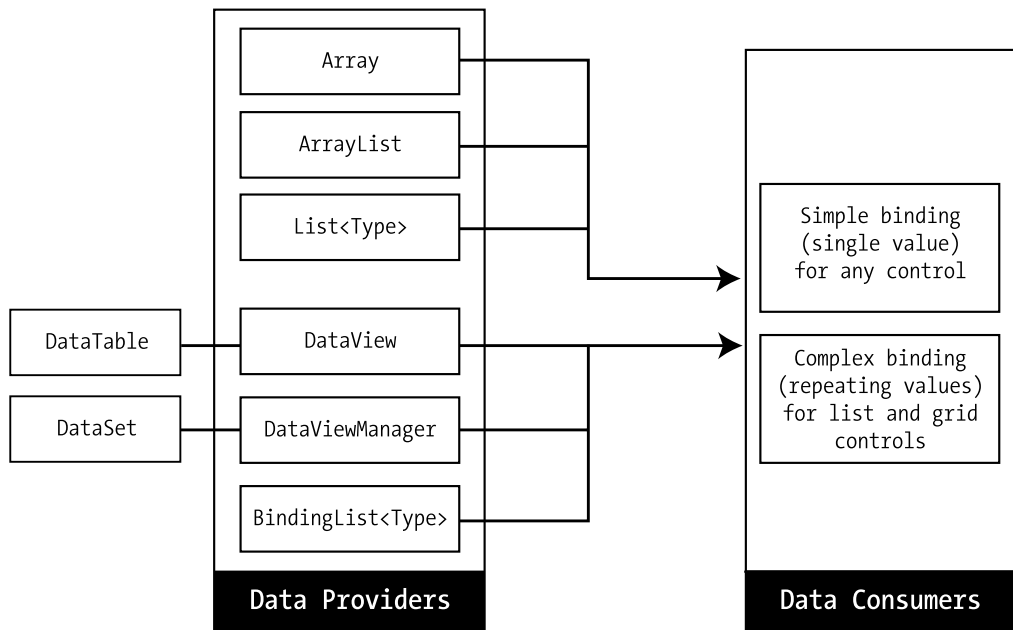 Array
ArrayList
List<Type>
DataTable
DataView
DataSet
DataViewManager
BindingList<Type>
Data Providers
Simple binding
(single value)
for any control
Complex binding
(repeating values)
for list and grid
controls
Data Consumers